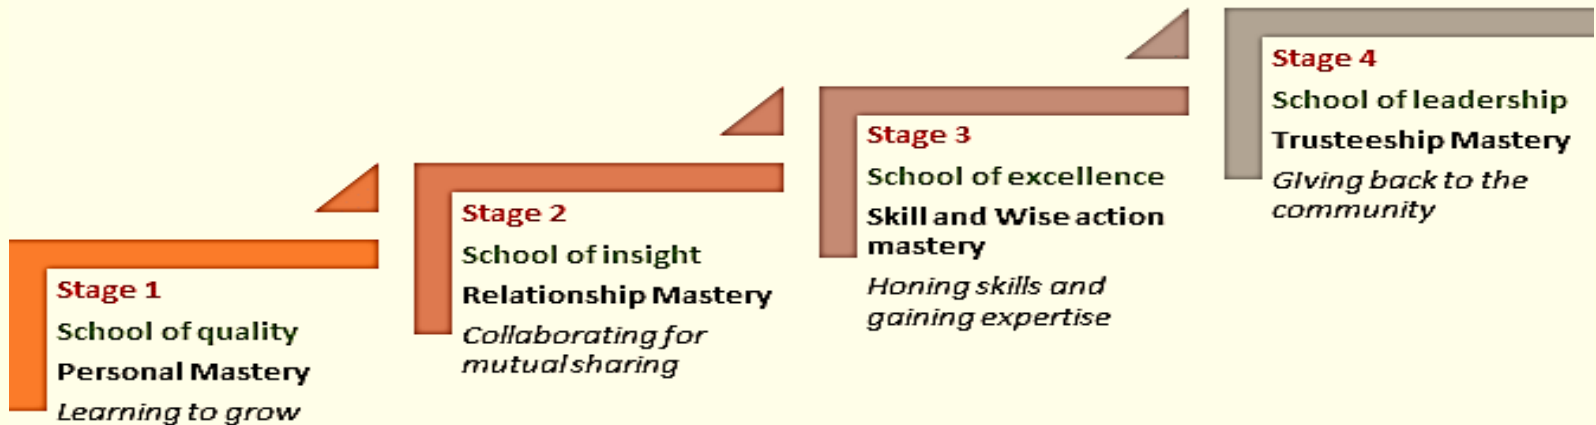 Stage 1
School of quality
Personal Mastery
Learning to grow
Stage 2
School of insight
Relationship Mastery
Collaborating for
mutual sharing
Stage 3
School of excellence
Skill and Wise action
mastery
Honing skills and
gaining expertise
Stage 4
School of leadership
Trusteeship Mastery
GIving back to the
community